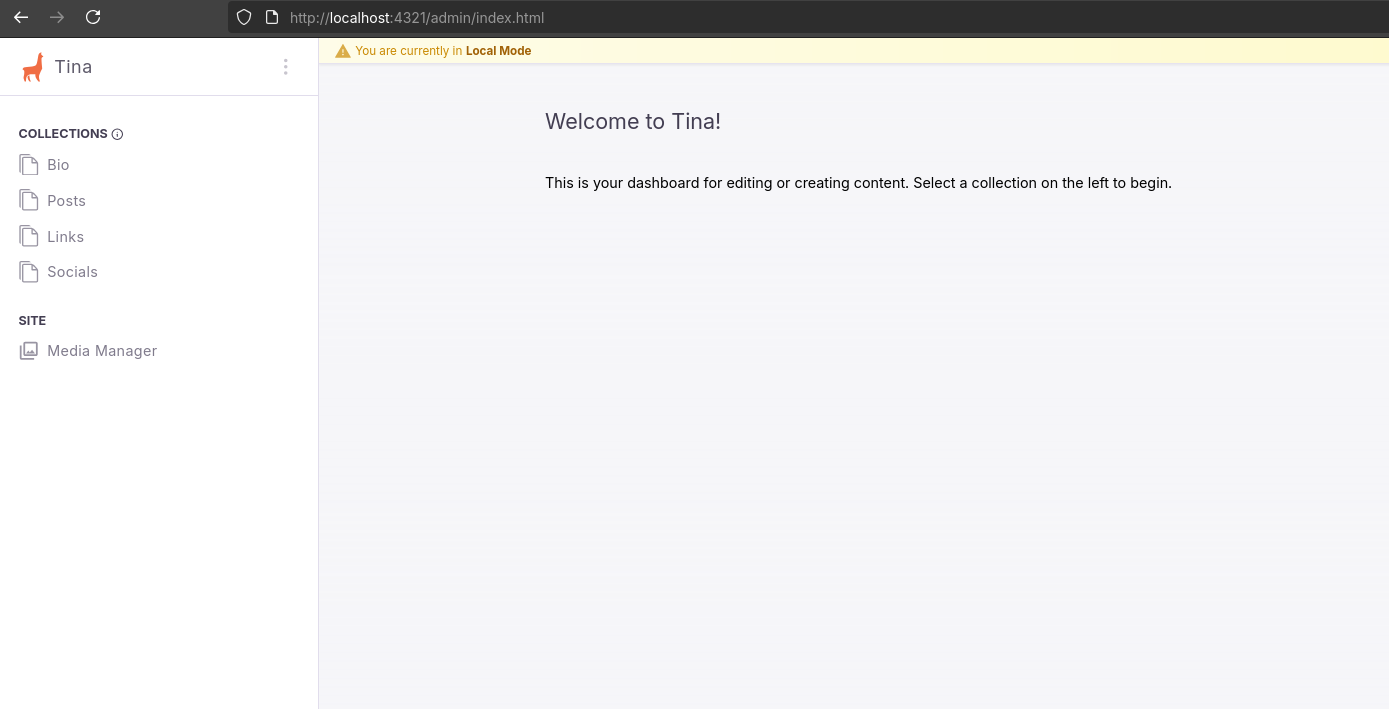 http://localhost:4321/admin/index.html
Tina
You are currently in Local Mode
COLLECTIONS
Bio
Posts
Links
Socials
SITE
Media Manager
Welcome to Tina!
This is your dashboard for editing or creating content. Select a collection on the left to begin.